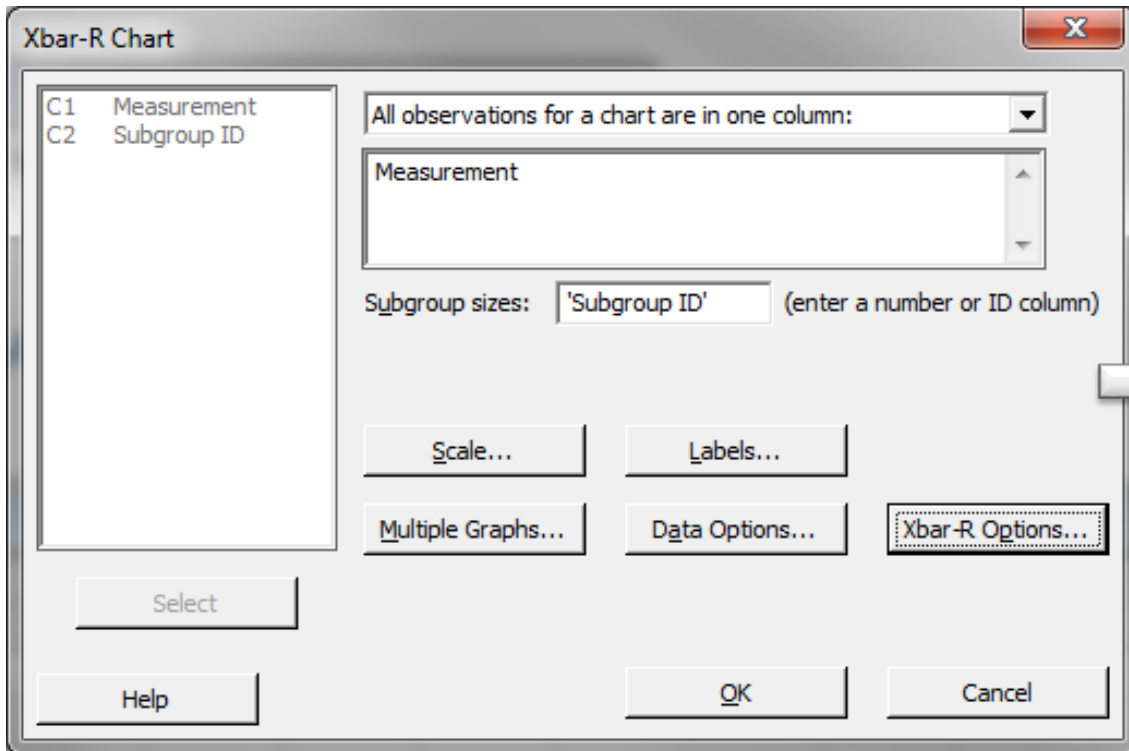 Xbar-R Chart
C1 Measurement
C2 Subgroup ID
All observations for a chart are in one column:
Measurement
Subgroup sizes: 'Subgroup ID' (enter a number or ID column)
Scale... Labels...
Multiple Graphs... Data Options... Xbar-R Options...
Select
Help OK Cancel